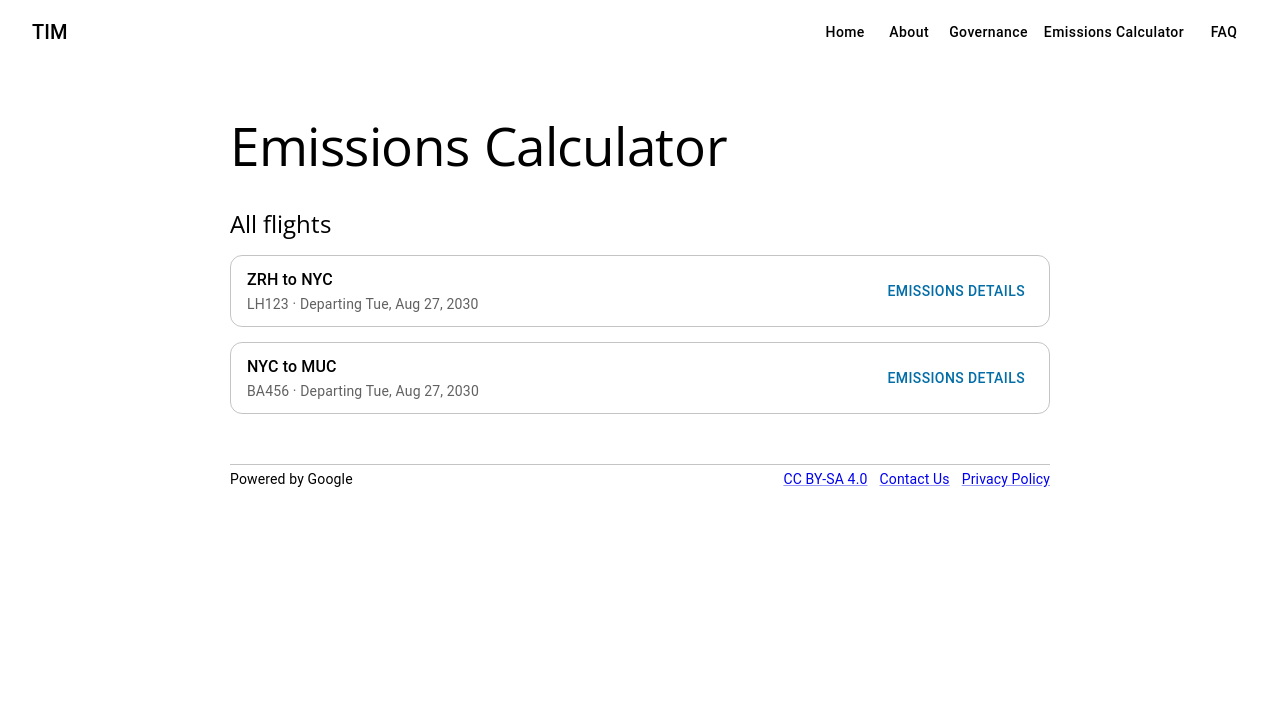 TIM
Home
About
Governance
Emissions Calculator
FAQ
Emissions Calculator
All flights
ZRH to NYC
LH123 · Departing Tue, Aug 27, 2030
EMISSIONS DETAILS
NYC to MUC
BA456 · Departing Tue, Aug 27, 2030
EMISSIONS DETAILS
Powered by Google
CC BY-SA 4.0
Contact Us
Privacy Policy